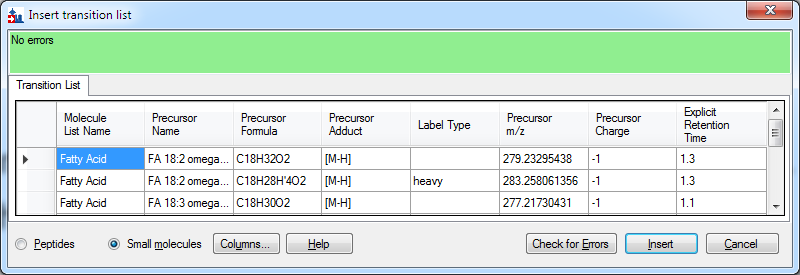 Insert transition list
No errors
Transition List
Molecule List Name Precursor Name Precursor Formula Precursor Adduct Label Type Precursor m/z Precursor Charge Explicit Retention Time
Fatty Acid FA 18:2 omega... C18H32O2 [M-H] 279.23295438 -1 1.3
Fatty Acid FA 18:2 omega... C18H28H'4O2 [M-H] heavy 283.258061356 -1 1.3
Fatty Acid FA 18:3 omega... C18H30O2 [M-H] 277.21730431 -1 1.1
Peptides Small molecules Columns... Help Check for Errors Insert Cancel